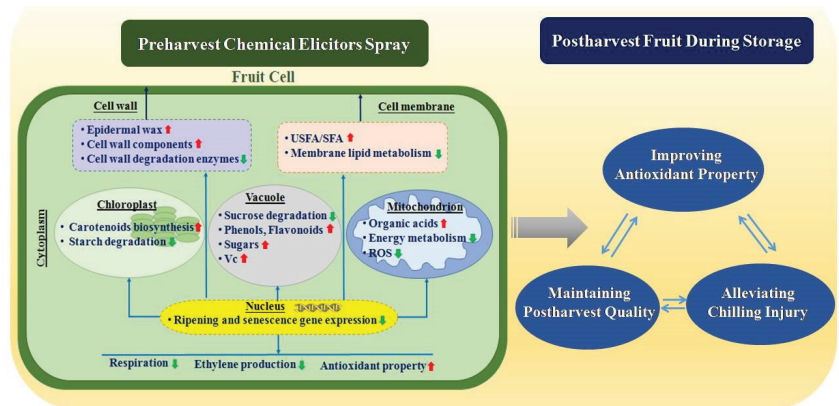 Preharvest Chemical Elicitors Spray
Postharvest Fruit During Storage
Fruit Cell
Cell wall
Cell membrane
• Epidermal wax
• Cell wall components
• Cell wall degradation enzymes
• USFA/SFA
• Membrane lipid metabolism
Chloroplast
• Carotenoids biosynthesis
• Starch degradation
Vacuole
• Sucrose degradation
• Phenols, Flavonoids
• Sugars
• Vc
Mitochondrion
• Organic acids
• Energy metabolism
• ROS
Cytoplasm
Nucleus
• Ripening and senescence gene expression
Respiration
Ethylene production
Antioxidant property
Improving
Antioxidant Property
Maintaining
Postharvest Quality
Alleviating
Chilling Injury